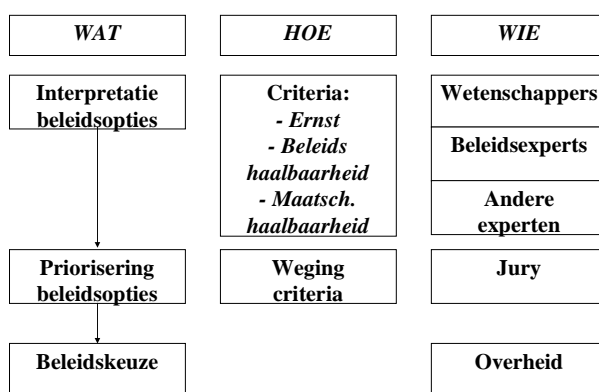 WAT
HOE
WIE
Interpretatie
beleidsopties
Criteria:
- Ernst
- Beleids
haalbaarheid
- Maatsch.
haalbaarheid
Wetenschappers
Beleidsexperts
Andere
experten
Priorisering
beleidsopties
Weging
criteria
Jury
Beleidskeuze
Overheid